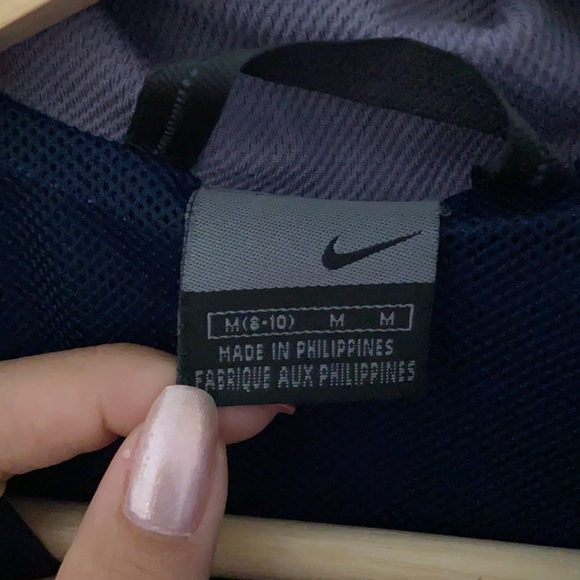 M(8-10) M M
MADE IN PHILIPPINES
FABRIQUE AUX PHILIPPINES